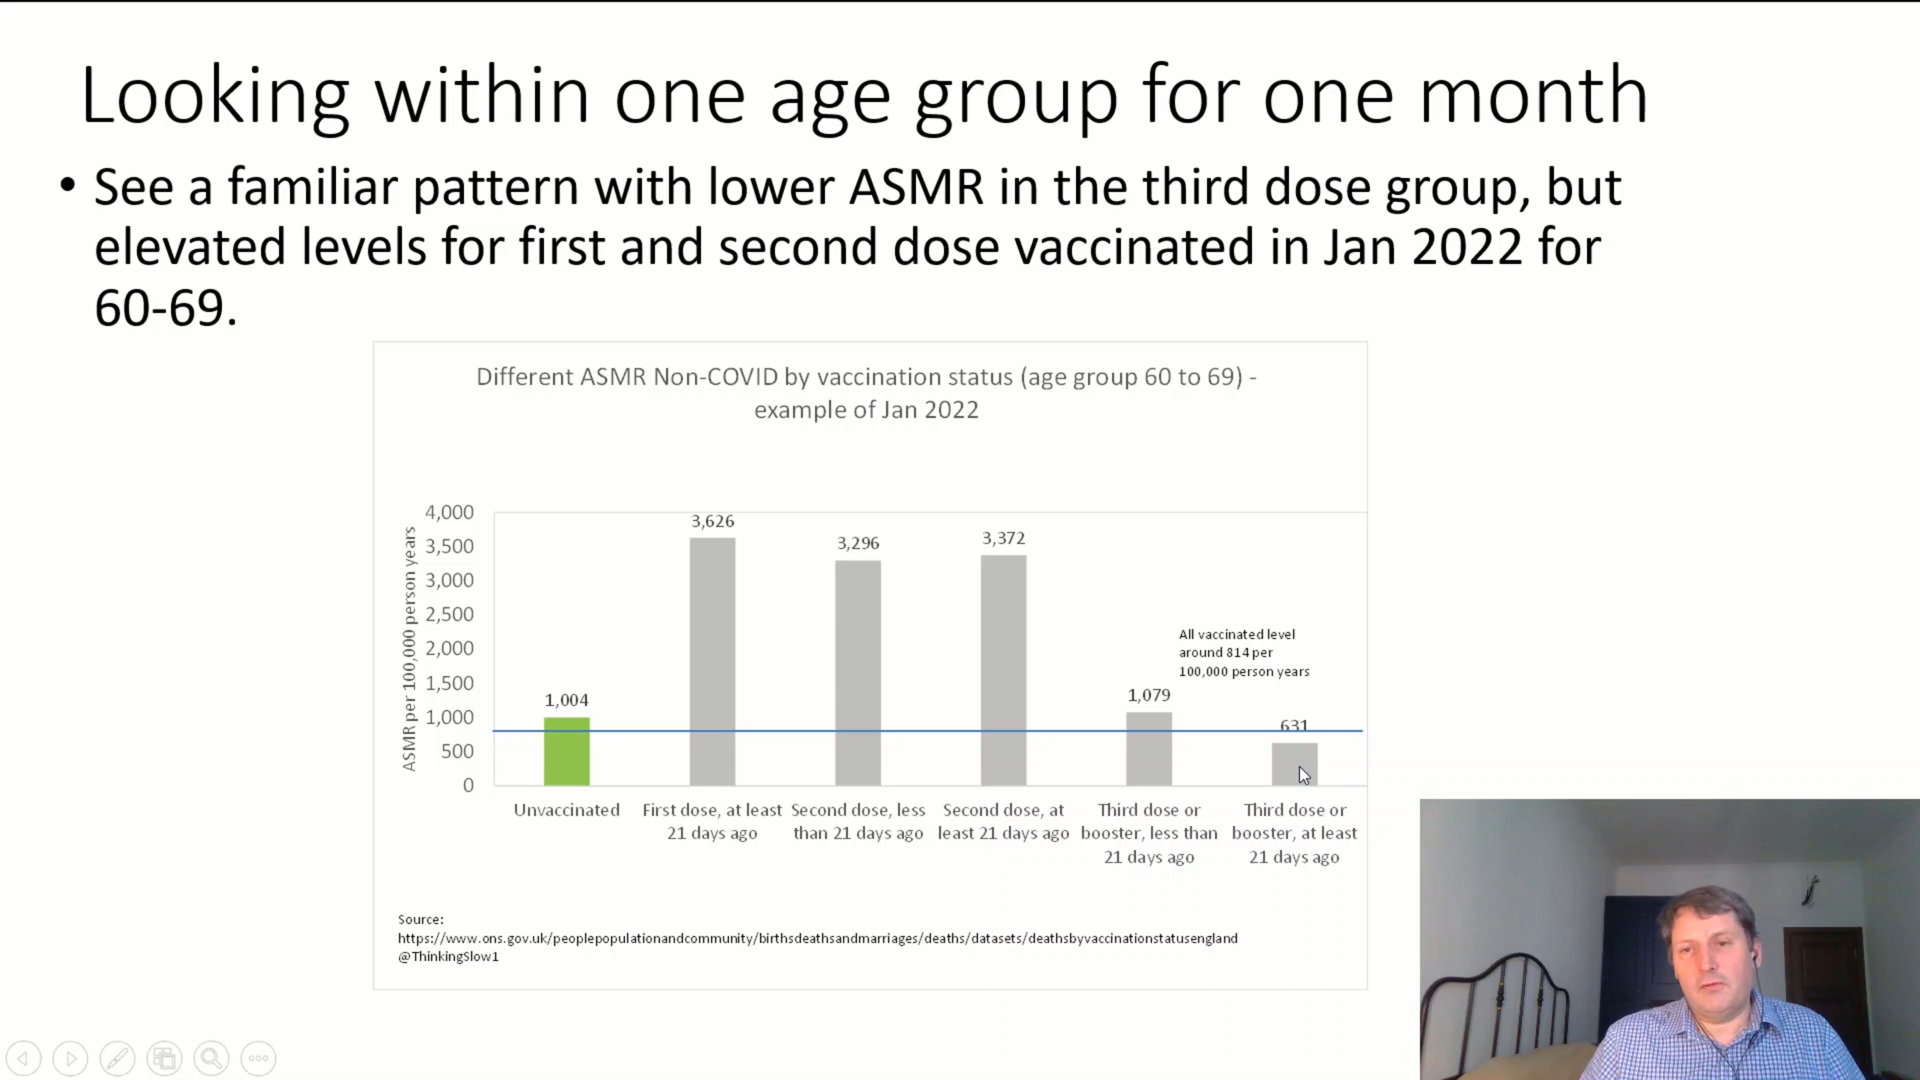 Looking within one age group for one month
• See a familiar pattern with lower ASMR in the third dose group, but
elevated levels for first and second dose vaccinated in Jan 2022 for
60-69.
Different ASMR Non-COVID by vaccination status (age group 60 to 69) -
example of Jan 2022
ASMR per 100,000 person years
4,000
3,500
3,000
2,500
2,000
1,500
1,000
500
0
1,004
3,626
3,296
3,372
1,079
631
All vaccinated level
around 814 per
100,000 person years
Unvaccinated
First dose, at least
21 days ago
Second dose, less
than 21 days ago
Second dose, at
least 21 days ago
Third dose or
booster, less than
21 days ago
Third dose or
booster, at least
21 days ago
Source:
https://www.ons.gov.uk/peoplepopulationandcommunity/birthsdeathsandmarriages/deaths/datasets/deathsbyvaccinationstatusengland
@ThinkingSlow1